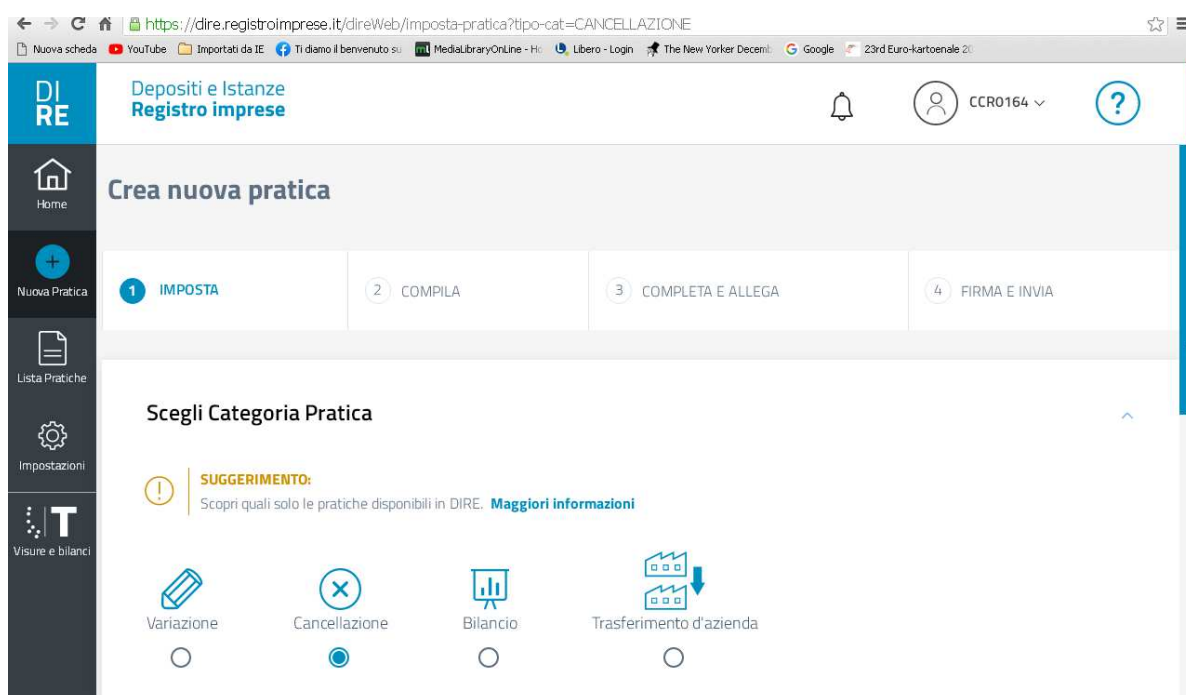 https://dire.registroimprese.it/direWeb/imposta-pratica?tipo-cat=CANCELLAZIONE
Nuova scheda YouTube Importati da IE Ti diamo il benvenuto su MediaLibraryOnLine - Ho Libero - Login The New Yorker Decemb Google 23rd Euro-kartoenale 20
DI
RE
Depositi e Istanze
Registro imprese
CCR0164
?
Home
Crea nuova pratica
Nuova Pratica
1 IMPOSTA
2 COMPILA
3 COMPLETA E ALLEGA
4 FIRMA E INVIA
Lista Pratiche
Scegli Categoria Pratica
Impostazioni
SUGGERIMENTO:
Scopri quali solo le pratiche disponibili in DIRE. Maggiori informazioni
T
Visure e bilanci
Variazione
Cancellazione
Bilancio
Trasferimento d'azienda